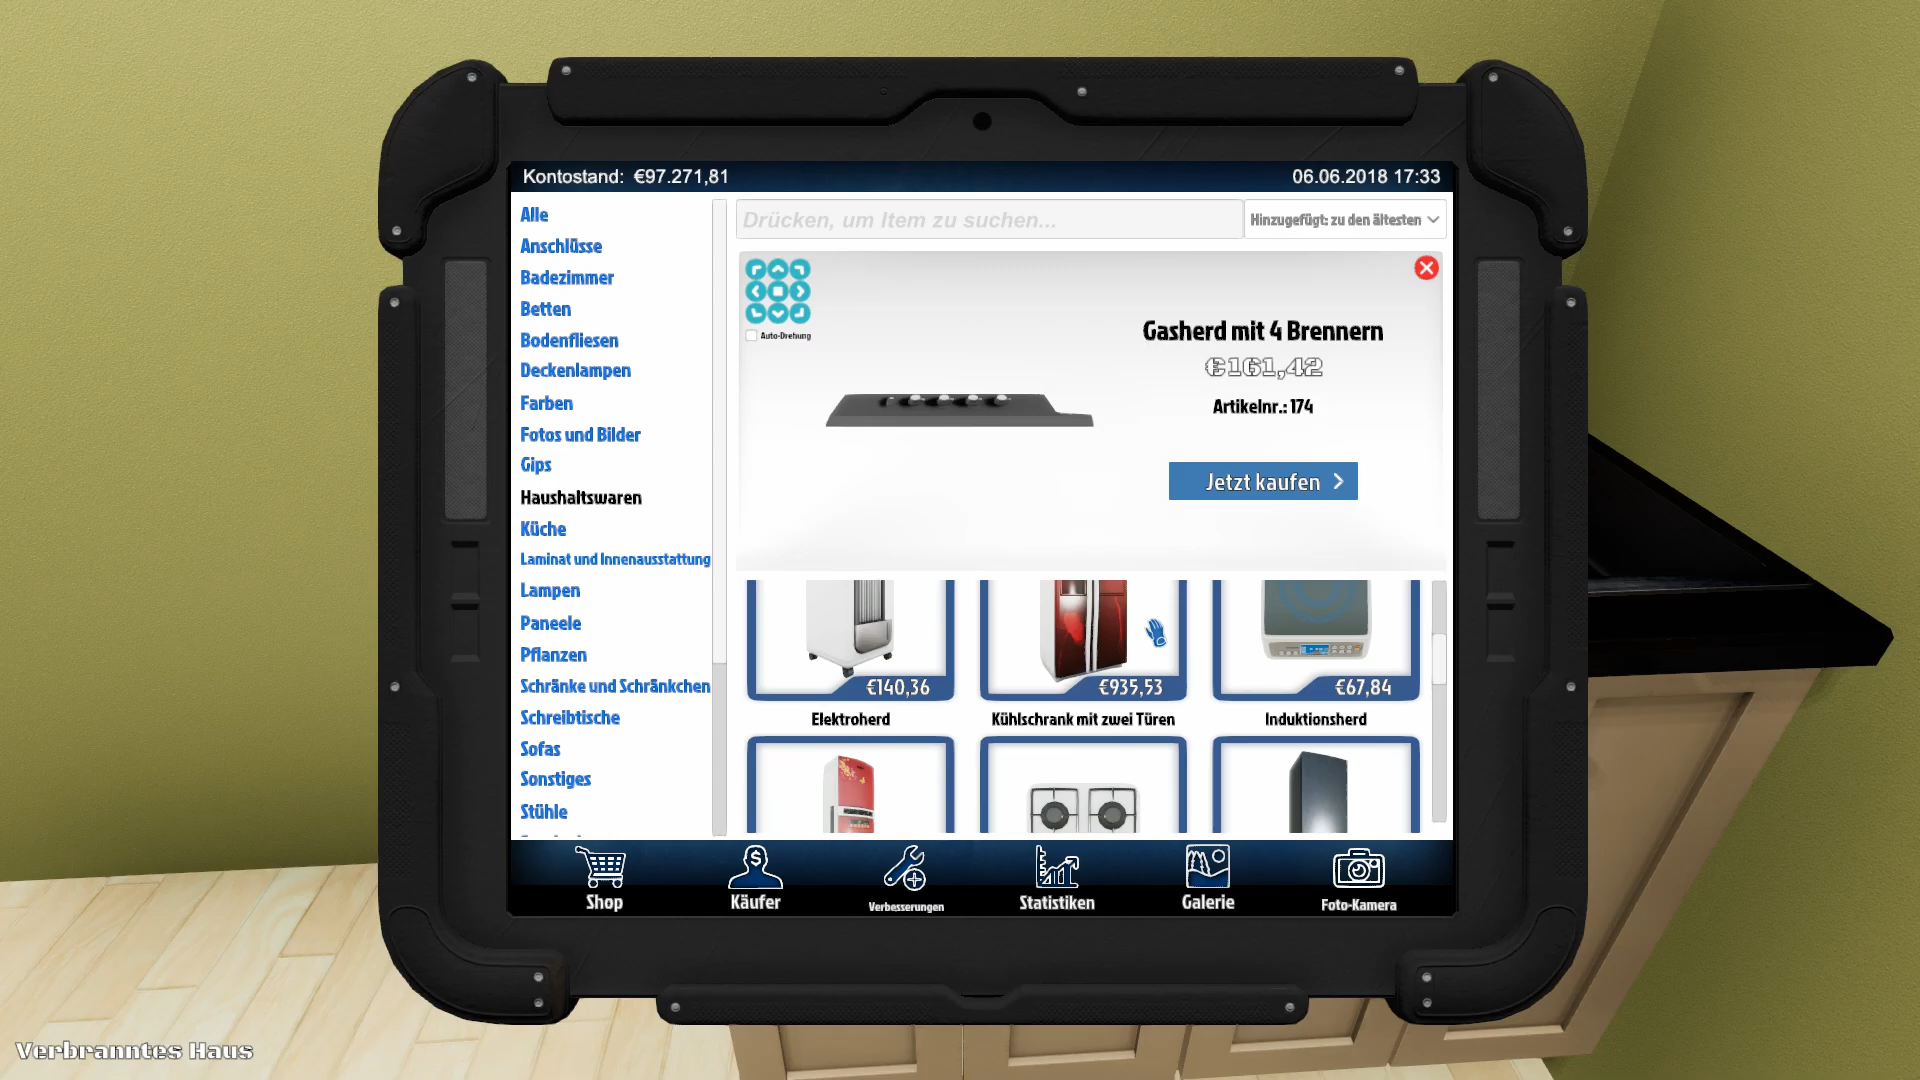 Kontostand: €97.271,81
06.06.2018 17:33
Alle
Anschlüsse
Badezimmer
Betten
Bodenfliesen
Deckenlampen
Farben
Fotos und Bilder
Gips
Haushaltswaren
Küche
Laminat und Innenausstattung
Lampen
Paneele
Pflanzen
Schränke und Schränkchen
Schreibtische
Sofas
Sonstiges
Stühle
Drücken, um Item zu suchen...
Hinzugefügt: zu den ältesten
Auto-Drehung
Gasherd mit 4 Brennern
€161,42
Artikelnr.: 174
Jetzt kaufen
€140,36
€935,53
€67,84
Elektroherd
Kühlschrank mit zwei Türen
Induktionsherd
Shop
Käufer
Verbesserungen
Statistiken
Galerie
Foto-Kamera
Verbranntes Haus